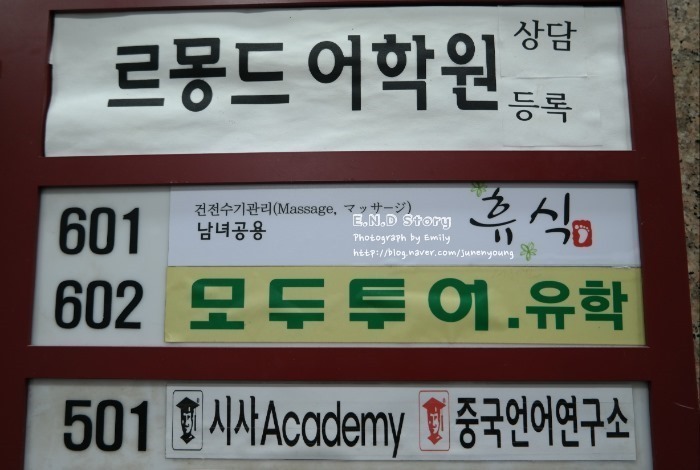 르몽드 어학원 상담
등록
601 건전수기관리(Massage, マッサージ)
남녀공용
휴식
E.N.D Story
Photograph by Emily
http://blog.naver.com/junenyoung
602 모두투어.유학
501 시사Academy 중국언어연구소